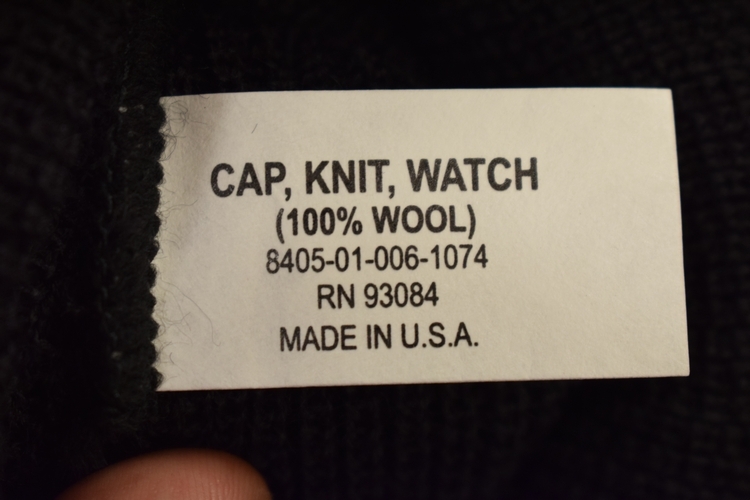 CAP, KNIT, WATCH
(100% WOOL)
8405-01-006-1074
RN 93084
MADE IN U.S.A.